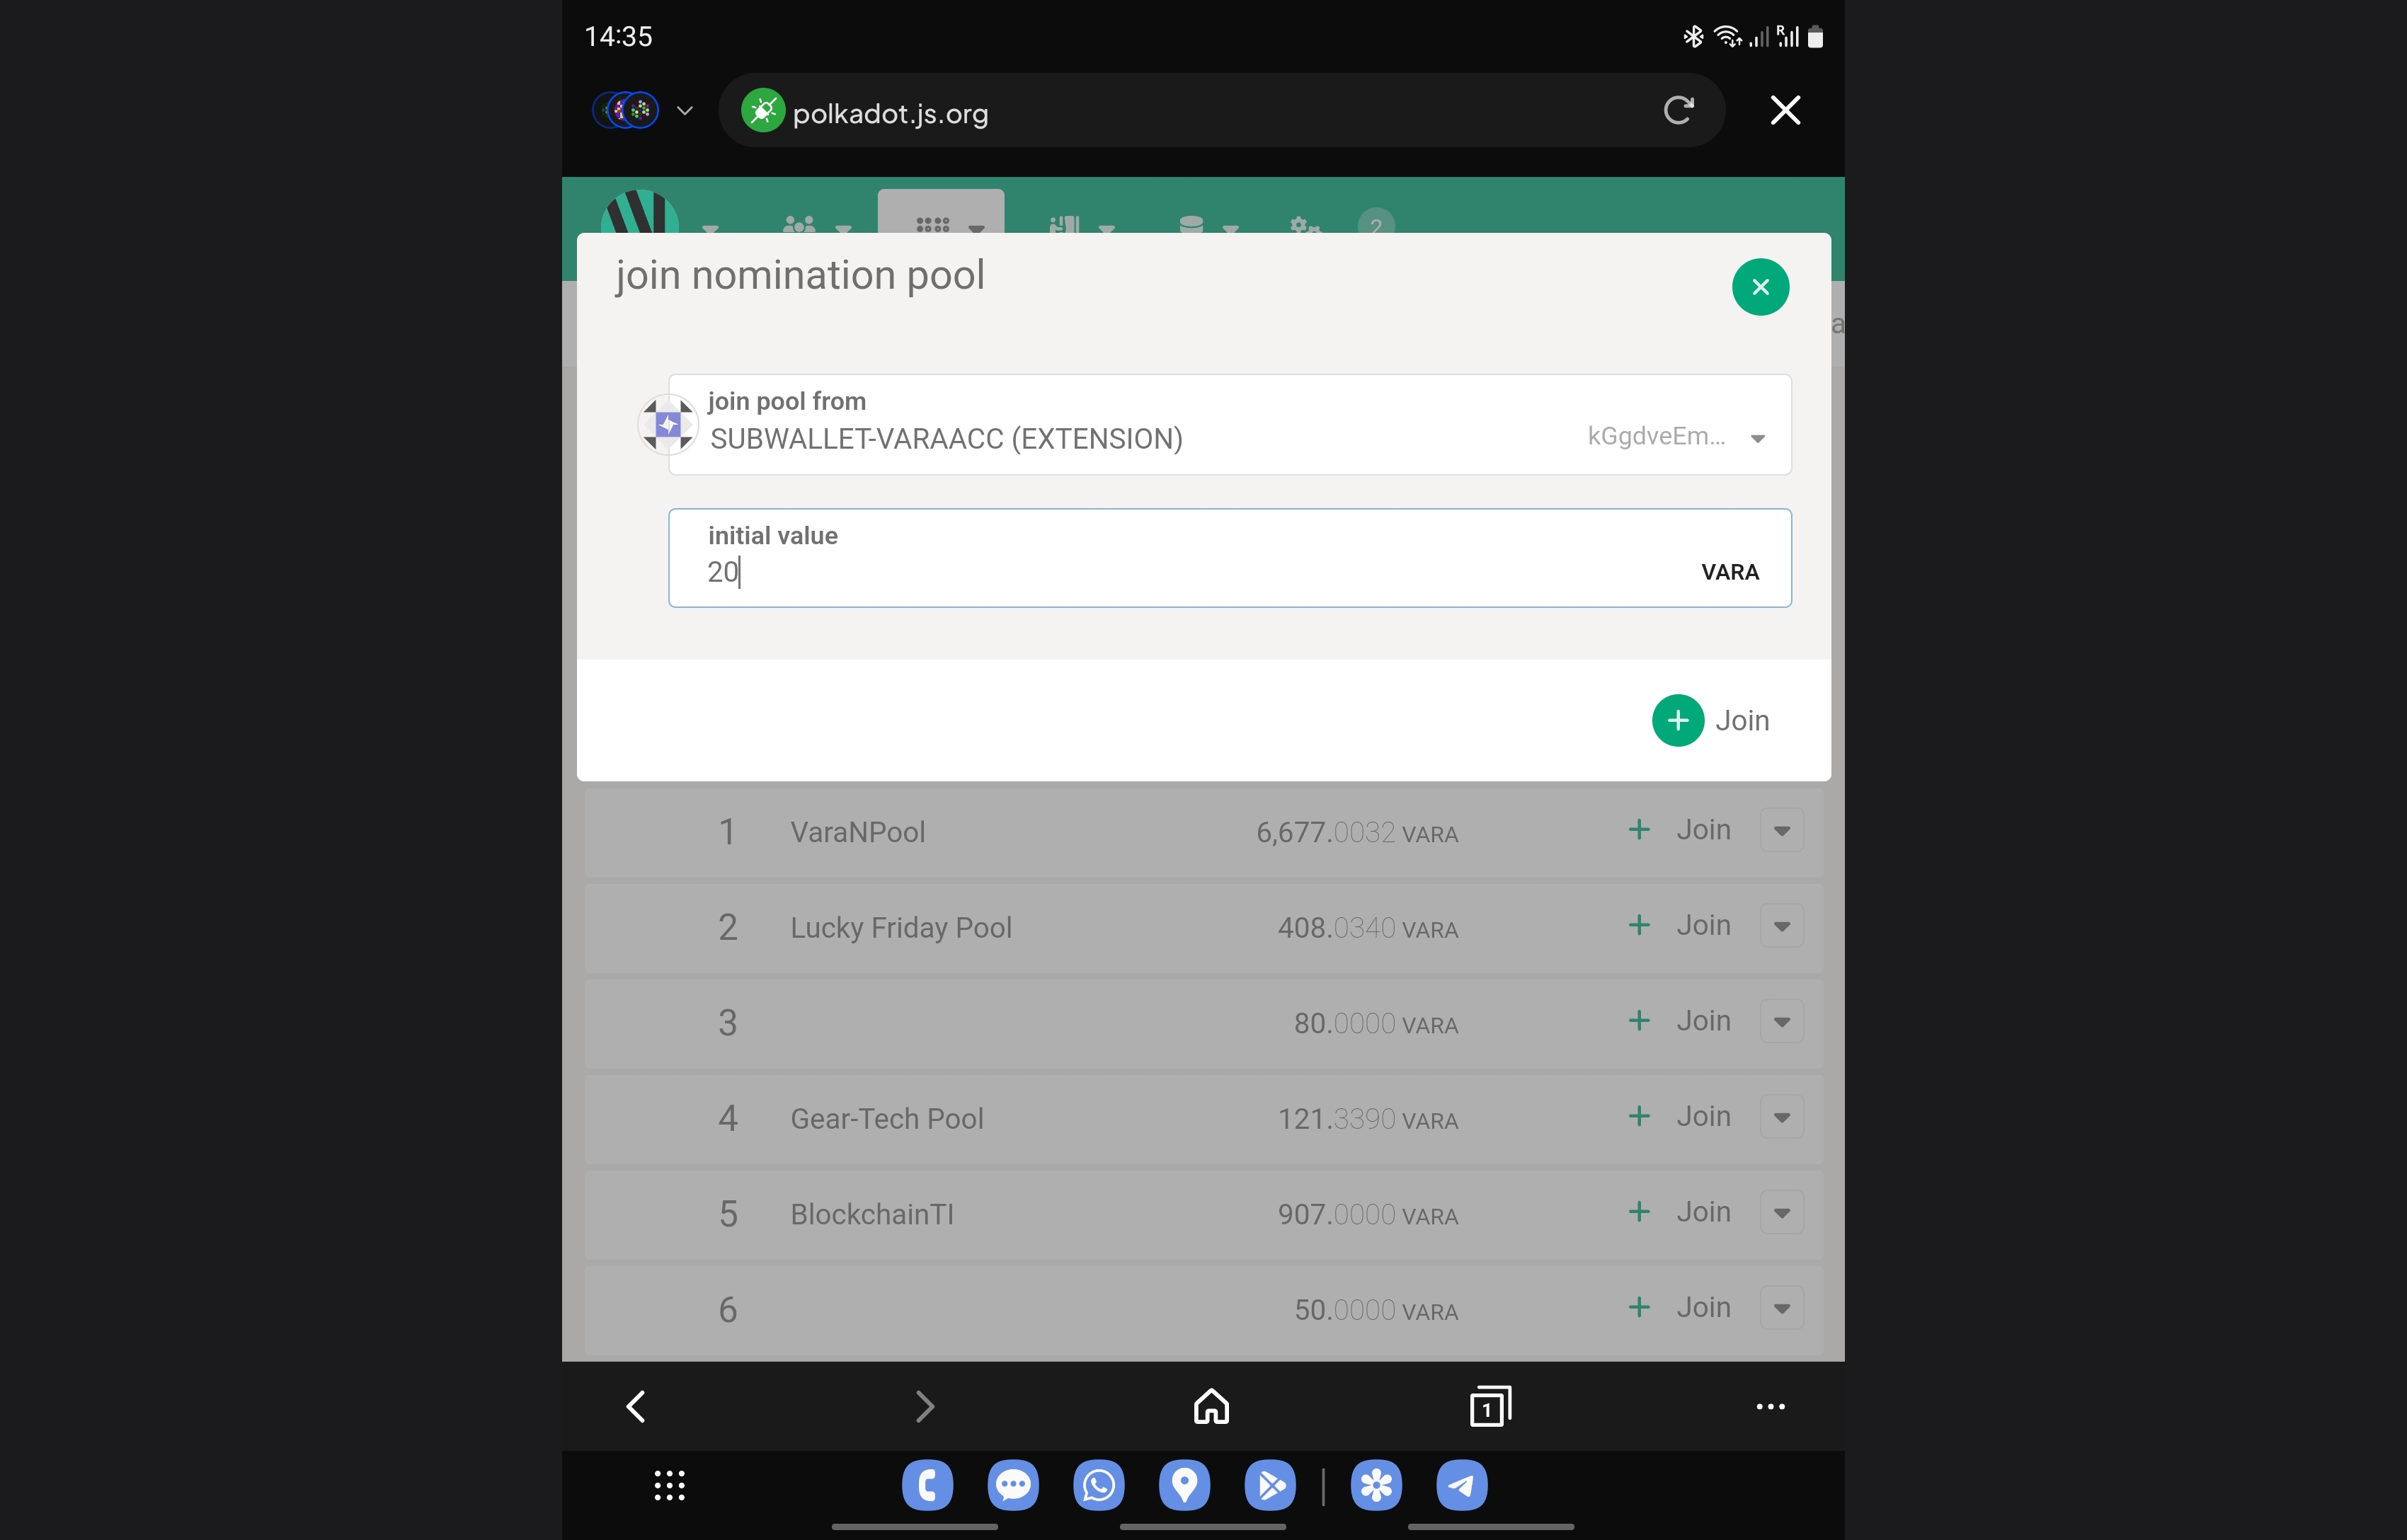 14:35
R
polkadot.js.org
2
join nomination pool
a
join pool from
SUBWALLET-VARAACC (EXTENSION) kGgdveEm...
initial value
20 VARA
Join
1 VaraNPool 6,677.0032 VARA Join
2 Lucky Friday Pool 408.0340 VARA Join
3 80.0000 VARA Join
4 Gear-Tech Pool 121.3390 VARA Join
5 BlockchainTI 907.0000 VARA Join
6 50.0000 VARA Join
1